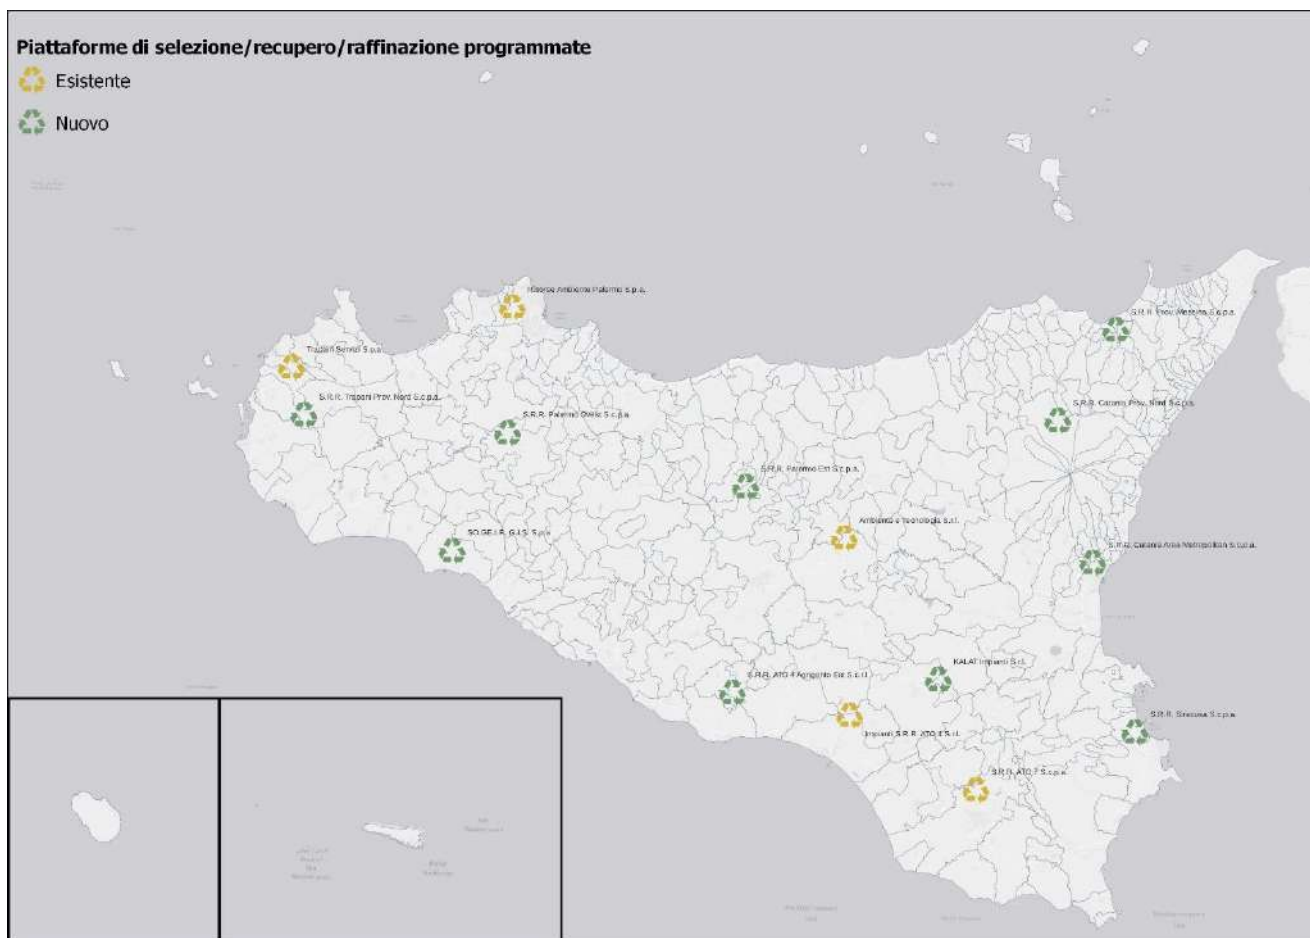 Piattaforme di selezione/recupero/raffinazione programmate
Esistente
Nuovo
Risorse Ambiente Palermo S.p.a.
S.R.R. Prov. Messina S.c.p.a.
Trapani Servizi S.p.a.
S.R.R. Trapani Prov. Nord S.c.p.a.
S.R.R. Catania Prov. Nord S.c.p.a.
S.R.R. Palermo Ovest S.c.p.a.
S.R.R. Palermo Est S.c.p.a.
Ambiente e Tecnologia S.r.l.
SO.GE.I.R. G.I.S. S.p.a.
S.R.R. Catania Area Metropolitan S.c.p.a.
KALAT Impianti S.r.l.
S.R.R. ATO 4 Agrigento Est S.c.r.l.
S.R.R. Siracusa S.c.p.a.
Impianti S.R.R. ATO 4 S.r.l.
S.R.R. ATO 7 S.c.p.a.